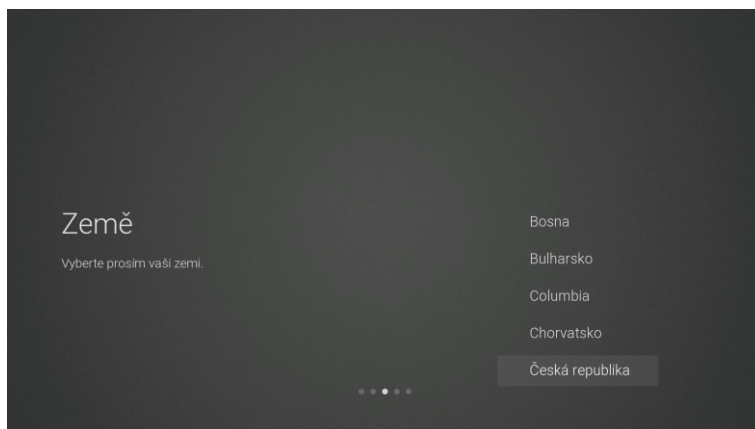 Země
Vyberte prosím vaši zemi.
Bosna
Bulharsko
Columbia
Chorvatsko
Česká republika